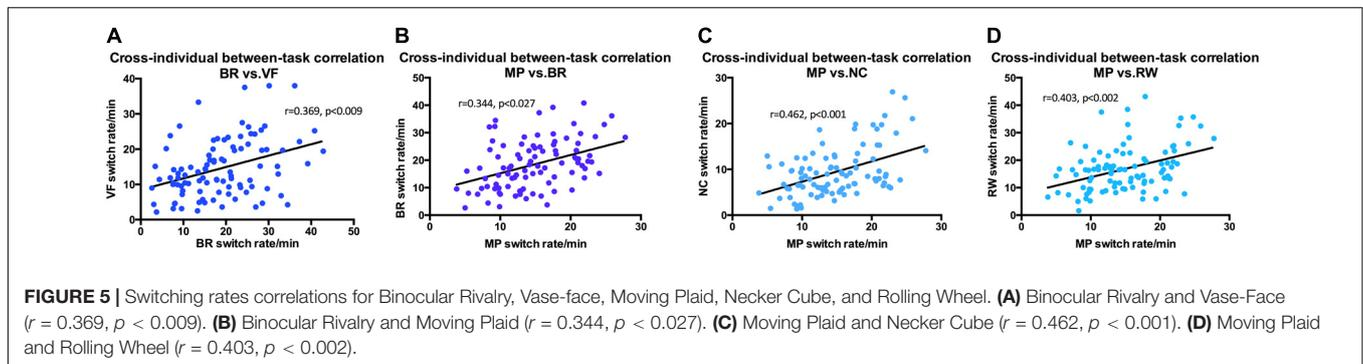 A
Cross-individual between-task correlation
BR vs.VF
r=0.369, p<0.009
40
30
20
10
0
VF switch rate/min
0 10 20 30 40 50
BR switch rate/min
B
Cross-individual between-task correlation
MP vs.BR
r=0.344, p<0.027
50
40
30
20
10
0
BR switch rate/min
0 10 20 30
MP switch rate/min
C
Cross-individual between-task correlation
MP vs.NC
r=0.462, p<0.001
30
20
10
0
NC switch rate/min
0 10 20 30
MP switch rate/min
D
Cross-individual between-task correlation
MP vs.RW
r=0.403, p<0.002
50
40
30
20
10
0
RW switch rate/min
0 10 20 30
MP switch rate/min
FIGURE 5 | Switching rates correlations for Binocular Rivalry, Vase-face, Moving Plaid, Necker Cube, and Rolling Wheel. (A) Binocular Rivalry and Vase-Face
(r = 0.369, p < 0.009). (B) Binocular Rivalry and Moving Plaid (r = 0.344, p < 0.027). (C) Moving Plaid and Necker Cube (r = 0.462, p < 0.001). (D) Moving Plaid
and Rolling Wheel (r = 0.403, p < 0.002).